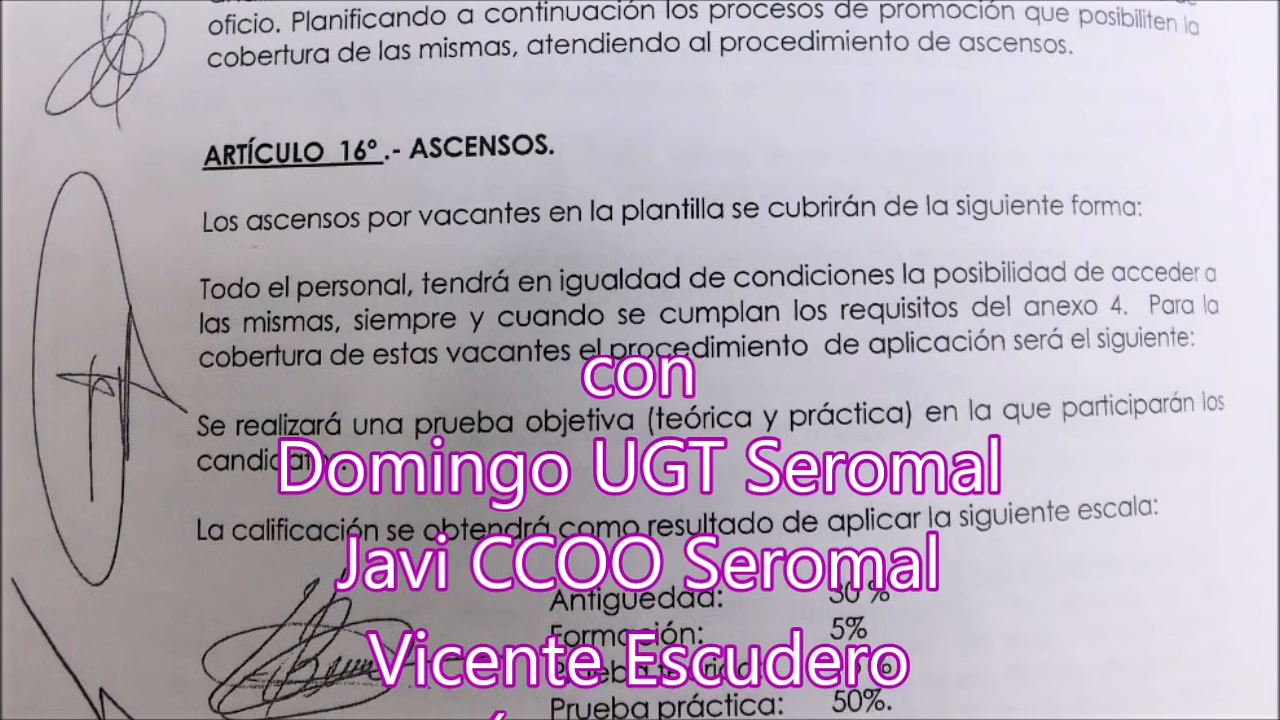 oficio. Planificando a continuación los procesos de promoción que posibiliten la
cobertura de las mismas, atendiendo al procedimiento de ascensos.
ARTÍCULO 16º.- ASCENSOS.
Los ascensos por vacantes en la plantilla se cubrirán de la siguiente forma:
Todo el personal, tendrá en igualdad de condiciones la posibilidad de acceder a
las mismas, siempre y cuando se cumplan los requisitos del anexo 4. Para la
cobertura de estas vacantes el procedimiento de aplicación será el siguiente:
con
Se realizará una prueba objetiva (teórica y práctica) en la que participarán los
Domingo UGT Seromal
La calificación se obtendrá como resultado de aplicar la siguiente escala:
Javi CCOO Seromal
Antigüedad: 30 %
Formación: 5%
Vicente Escudero
Prueba práctica: 50%.